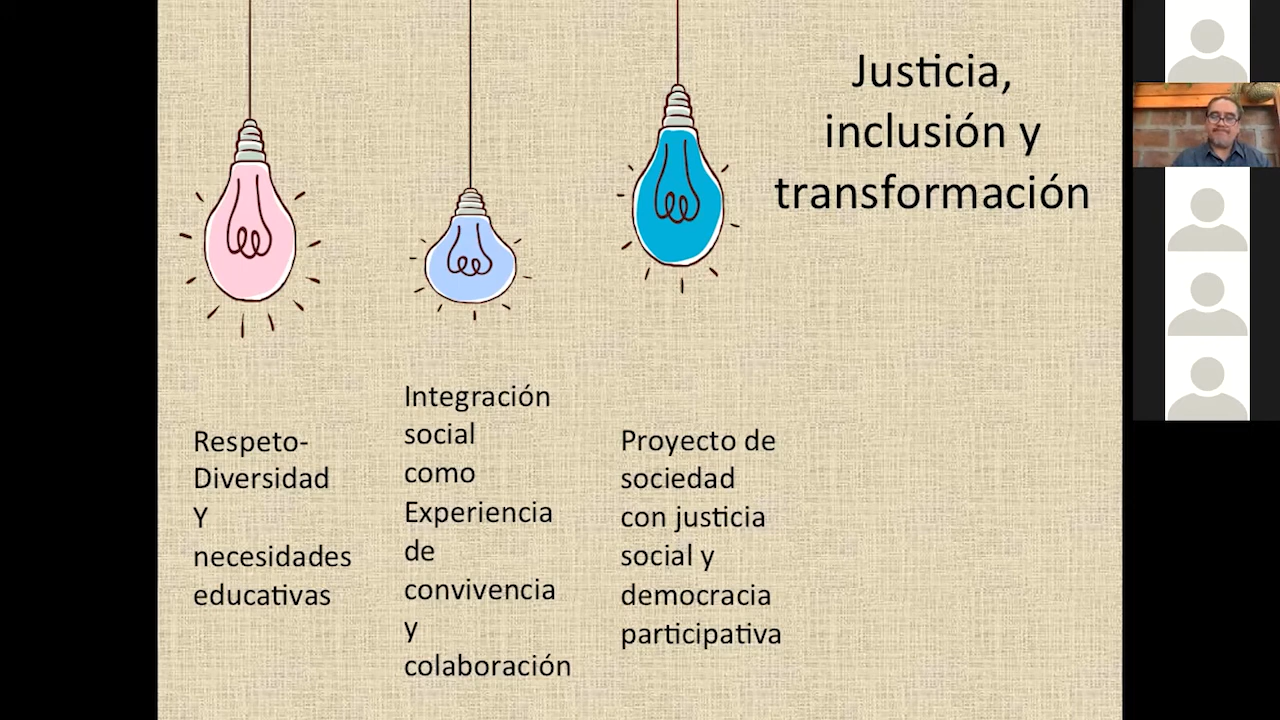 Justicia,
inclusión y
transformación
Respeto-
Diversidad
Y
necesidades
educativas
Integración
social
como
Experiencia
de
convivencia
y
colaboración
Proyecto de
sociedad
con justicia
social y
democracia
participativa